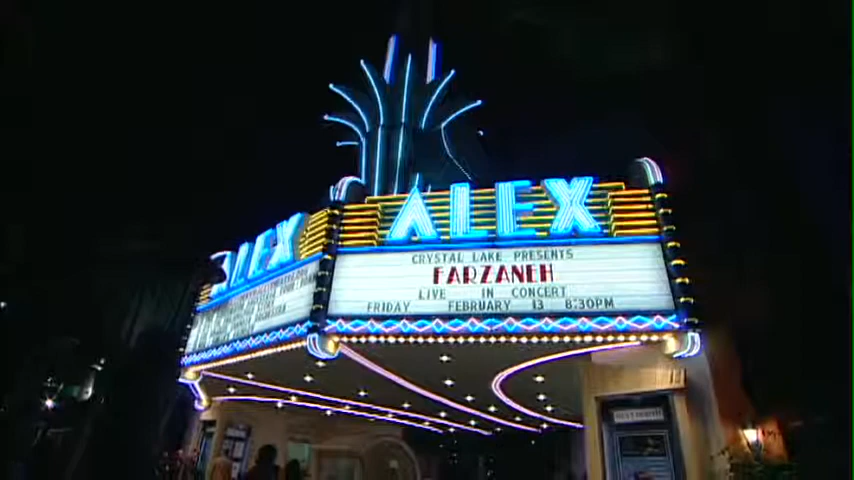 ALEX
ALEX
CRYSTAL LAKE PRESENTS
FARZANEH
LIVE IN CONCERT
FRIDAY FEBRUARY 13 8:30PM